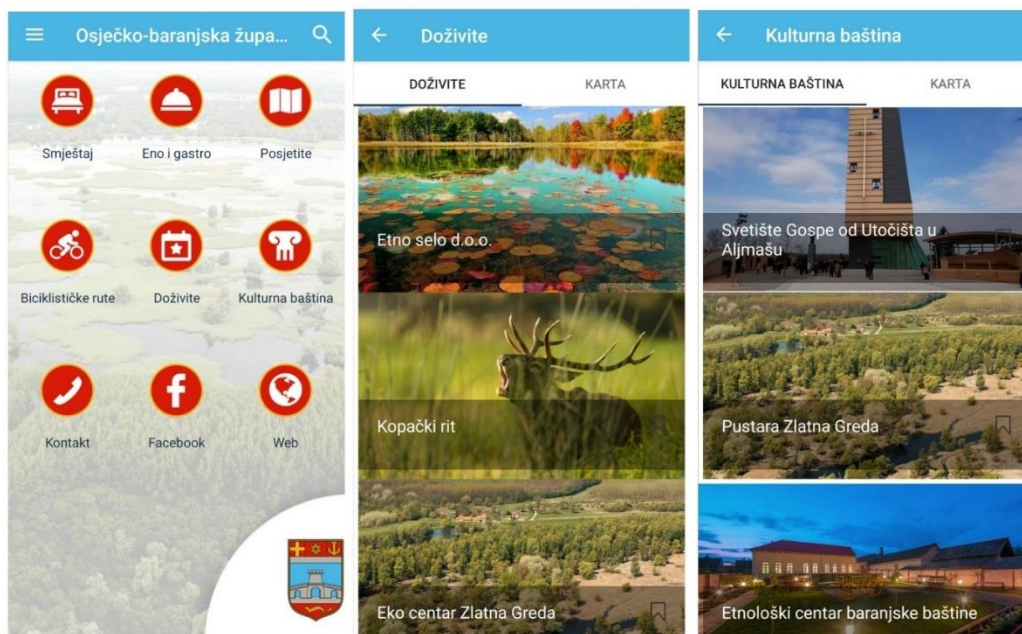 Osječko-baranjska župa...
Smještaj
Eno i gastro
Posjetite
Biciklističke rute
Doživite
Kulturna baština
Kontakt
Facebook
Web
Doživite
DOŽIVITE
KARTA
Etno selo d.o.o.
Kopački rit
Eko centar Zlatna Greda
Kulturna baština
KULTURNA BAŠTINA
KARTA
Svetište Gospe od Utočišta u
Aljmašu
Pustara Zlatna Greda
Etnološki centar baranjske baštine